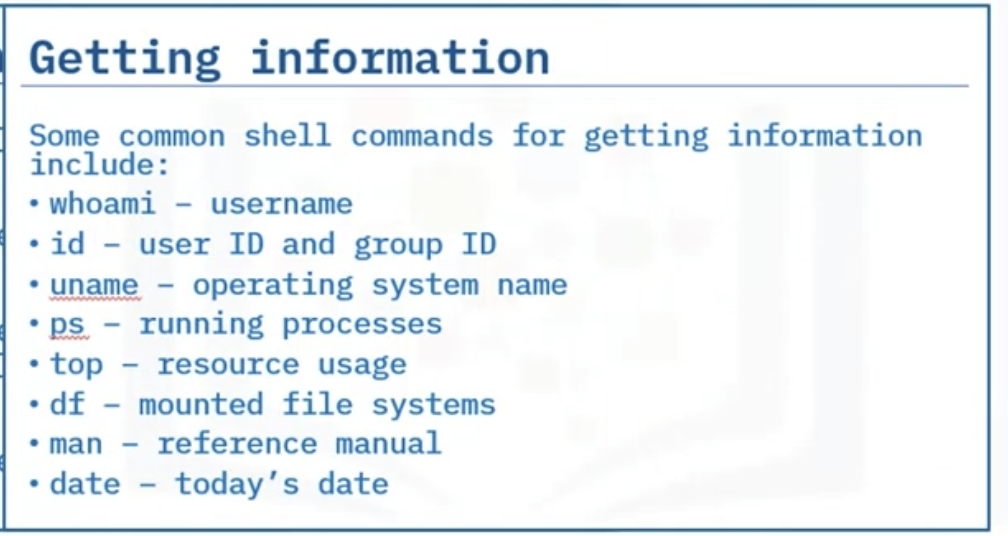 Getting information
Some common shell commands for getting information
include:
• whoami – username
• id – user ID and group ID
• uname – operating system name
• ps – running processes
• top – resource usage
• df – mounted file systems
• man – reference manual
• date – today’s date